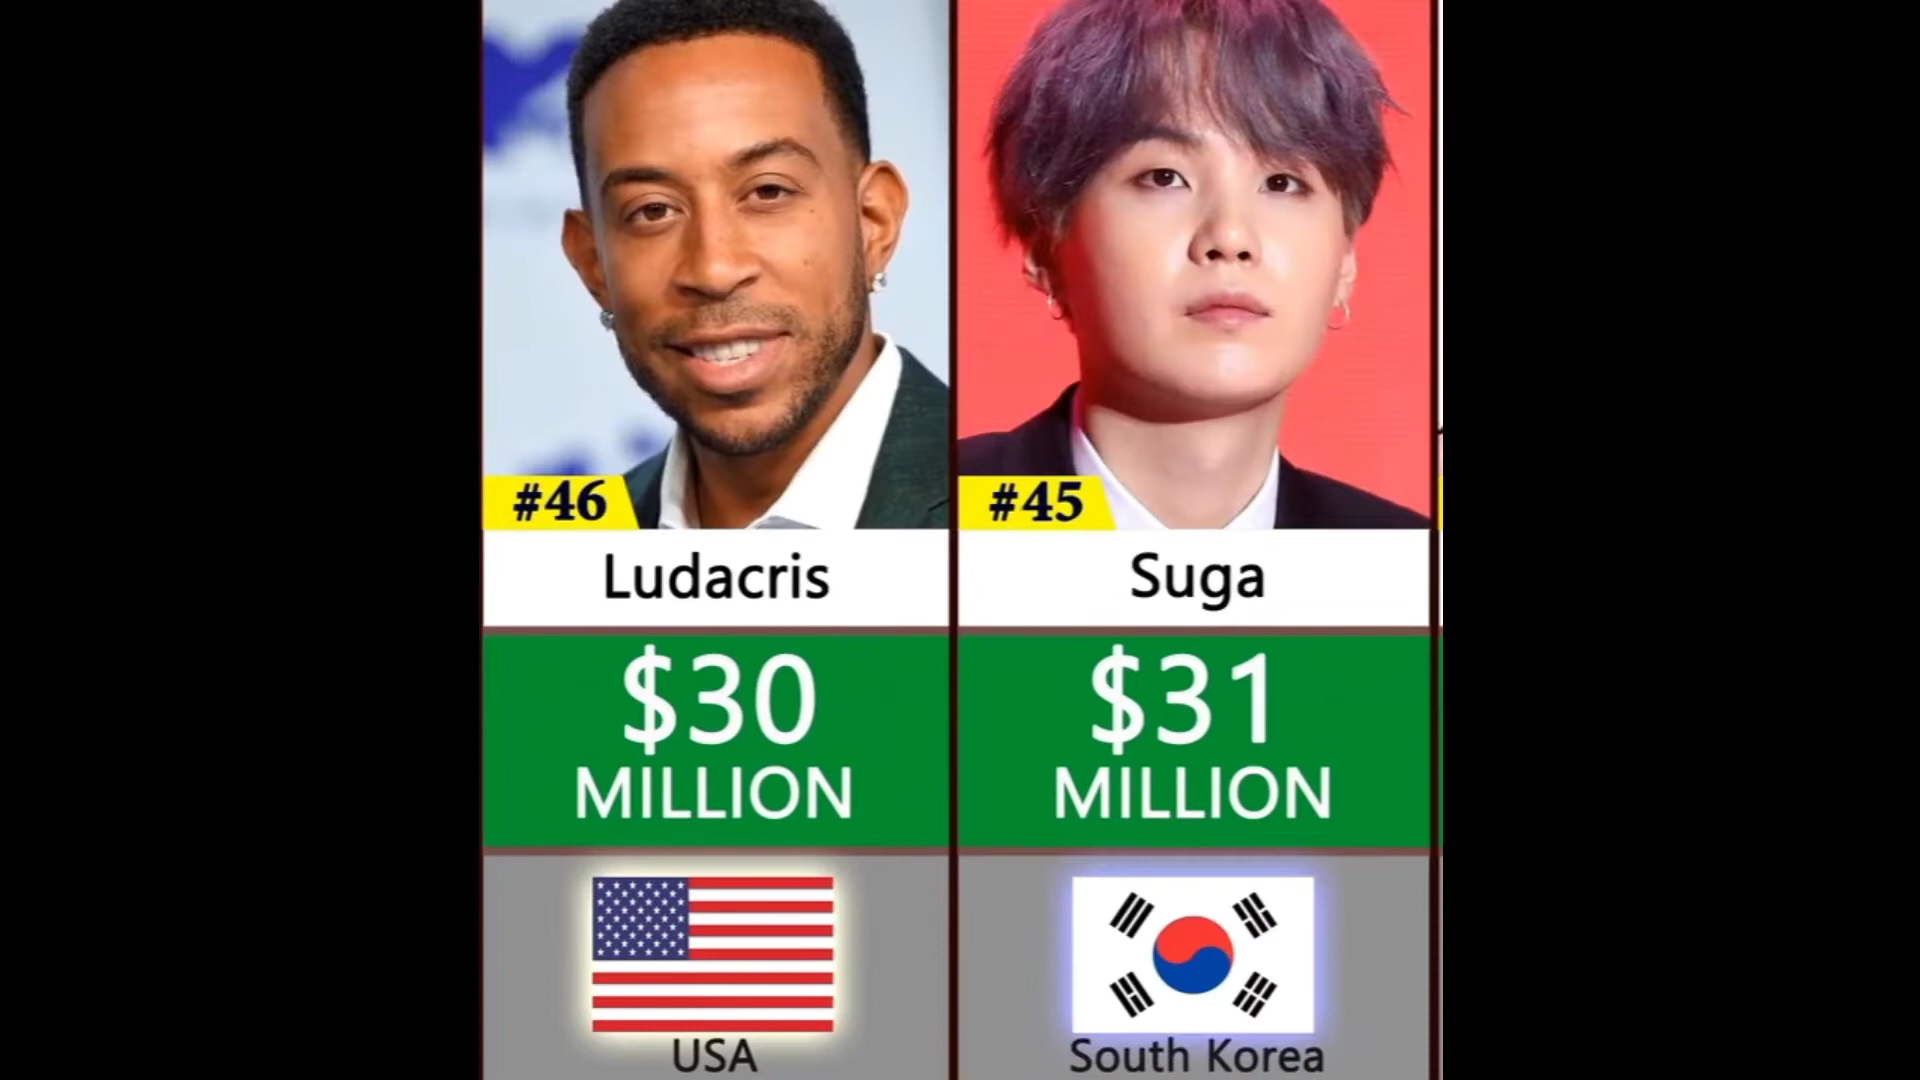 #46
Ludacris
$30
MILLION
USA
#45
Suga
$31
MILLION
South Korea